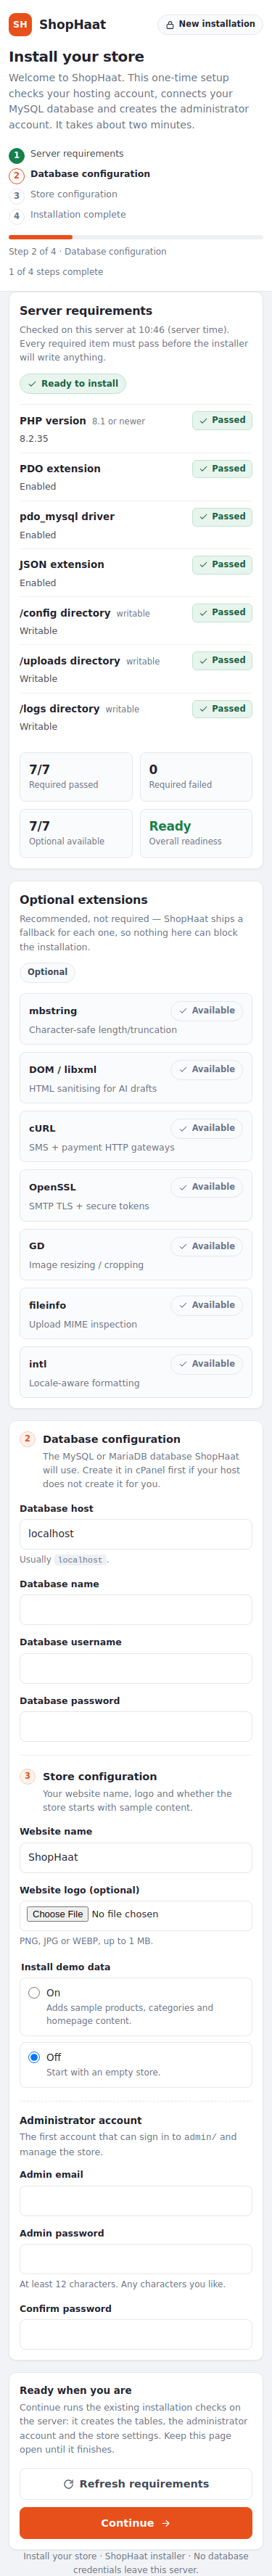 SH ShopHaat New installation
Install your store
Welcome to ShopHaat. This one-time setup
checks your hosting account, connects your
MySQL database and creates the administrator
account. It takes about two minutes.
1 Server requirements
2 Database configuration
3 Store configuration
4 Installation complete
Step 2 of 4 · Database configuration
1 of 4 steps complete
Server requirements
Checked on this server at 10:46 (server time).
Every required item must pass before the installer
will write anything.
Ready to install
PHP version 8.1 or newer Passed
8.2.35
PDO extension Passed
Enabled
pdo_mysql driver Passed
Enabled
JSON extension Passed
Enabled
/config directory writable Passed
Writable
/uploads directory writable Passed
Writable
/logs directory writable Passed
Writable
7/7 0
Required passed Required failed
7/7 Ready
Optional available Overall readiness
Optional extensions
Recommended, not required — ShopHaat ships a
fallback for each one, so nothing here can block
the installation.
Optional
mbstring Available
Character-safe length/truncation
DOM / libxml Available
HTML sanitising for AI drafts
cURL Available
SMS + payment HTTP gateways
OpenSSL Available
SMTP TLS + secure tokens
GD Available
Image resizing / cropping
fileinfo Available
Upload MIME inspection
intl Available
Locale-aware formatting
2 Database configuration
The MySQL or MariaDB database ShopHaat
will use. Create it in cPanel first if your host
does not create it for you.
Database host
localhost
Usually localhost.
Database name
Database username
Database password
3 Store configuration
Your website name, logo and whether the
store starts with sample content.
Website name
ShopHaat
Website logo (optional)
Choose File No file chosen
PNG, JPG or WEBP, up to 1 MB.
Install demo data
On
Adds sample products, categories and
homepage content.
Off
Start with an empty store.
Administrator account
The first account that can sign in to admin/ and
manage the store.
Admin email
Admin password
At least 12 characters. Any characters you like.
Confirm password
Ready when you are
Continue runs the existing installation checks on
the server: it creates the tables, the administrator
account and the store settings. Keep this page
open until it finishes.
Refresh requirements
Continue →
Install your store · ShopHaat installer · No database
credentials leave this server.